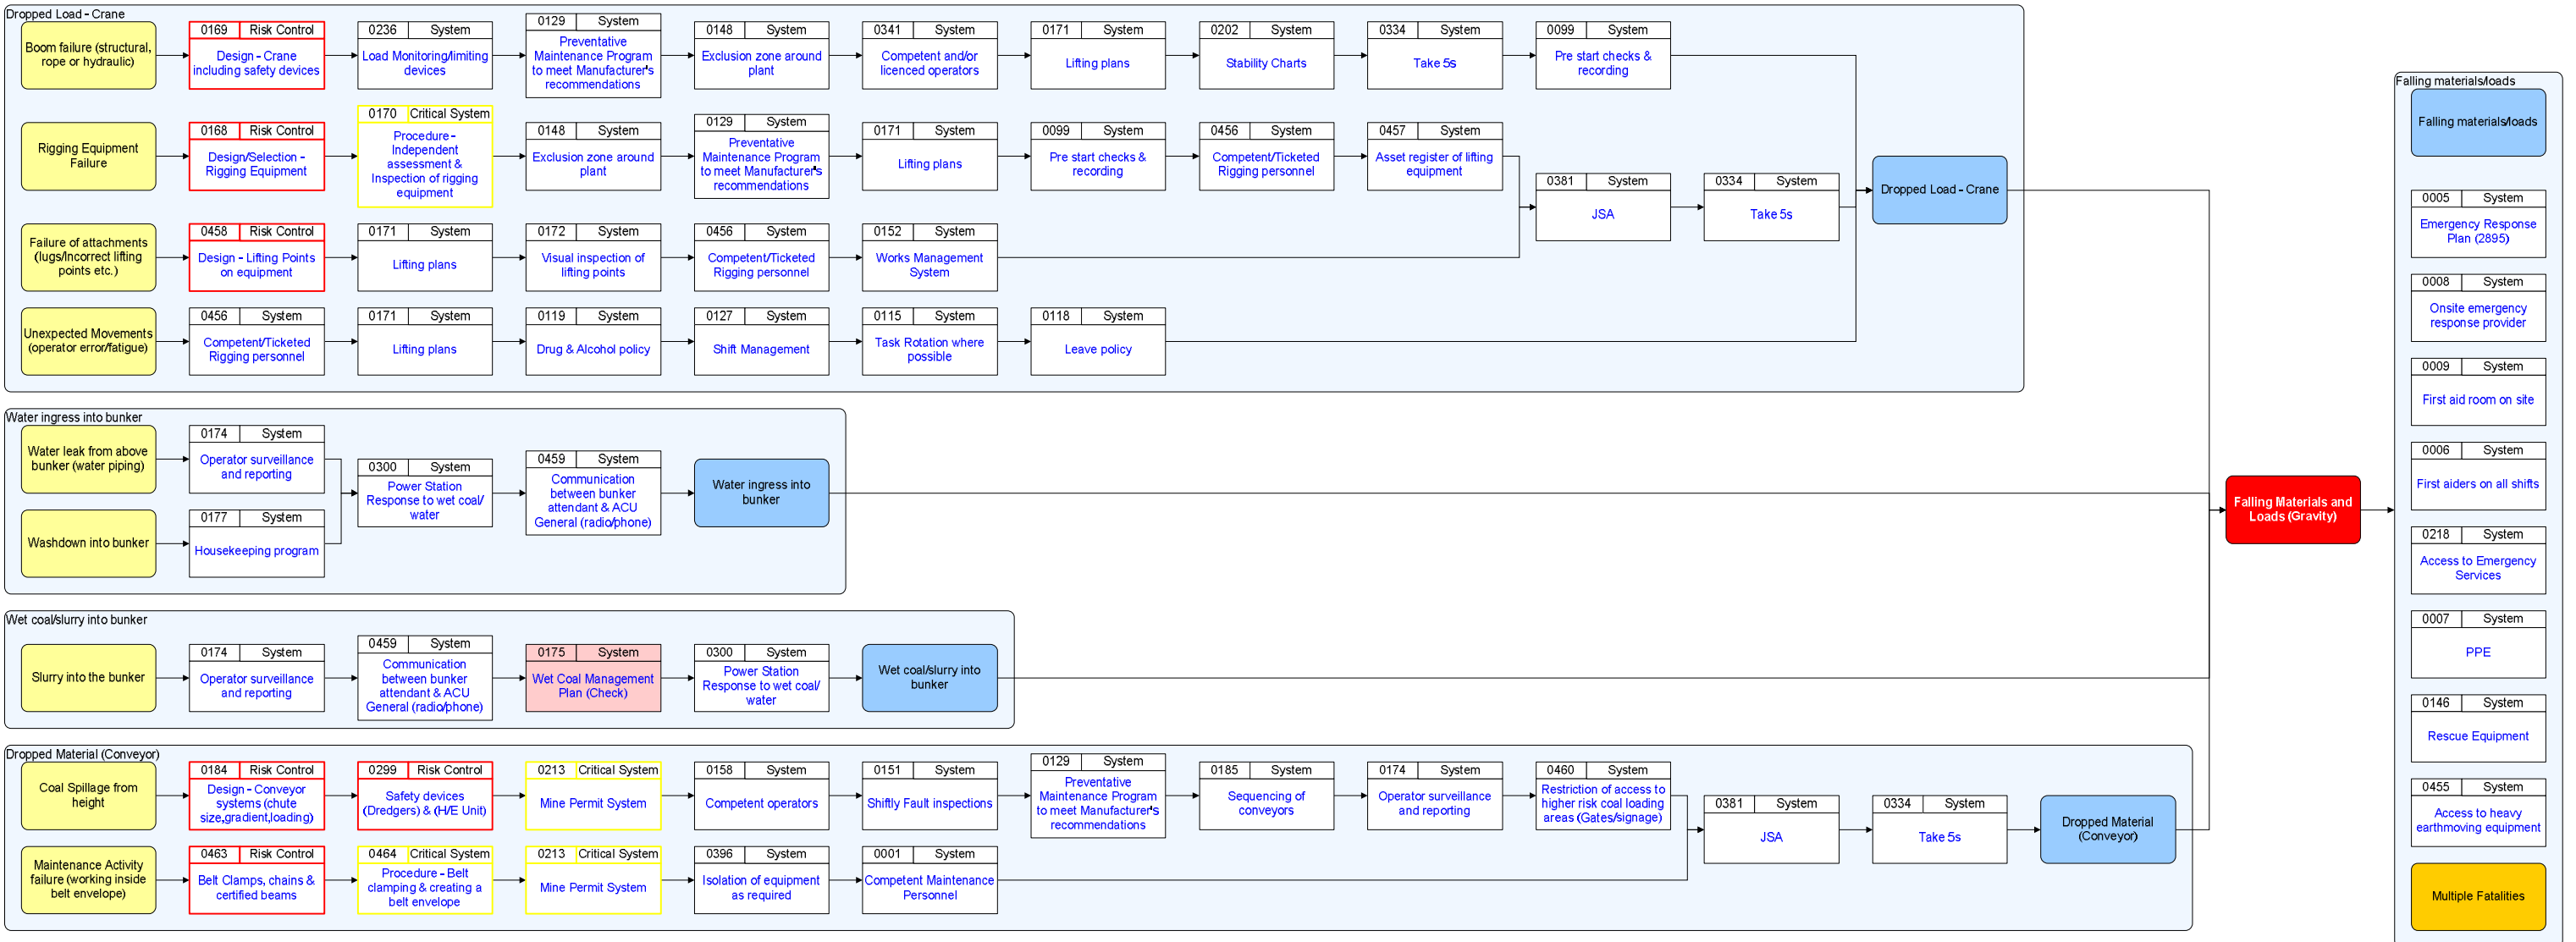 Dropped Load - Crane
Boom failure (structural,
rope or hydraulic)
0169 Risk Control
Design - Crane
including safety devices
0236 System
Load Monitoring/limiting
devices
0129 System
Preventative
Maintenance Program
to meet Manufacturer's
recommendations
0148 System
Exclusion zone around
plant
0341 System
Competent and/or
licenced operators
0171 System
Lifting plans
0202 System
Stability Charts
0334 System
Take 5s
0099 System
Pre start checks &
recording
Rigging Equipment
Failure
0168 Risk Control
Design/Selection -
Rigging Equipment
0170 Critical System
Procedure -
Independent
assessment &
Inspection of rigging
equipment
0148 System
Exclusion zone around
plant
0129 System
Preventative
Maintenance Program
to meet Manufacturer's
recommendations
0171 System
Lifting plans
0099 System
Pre start checks &
recording
0456 System
Competent/Ticketed
Rigging personnel
0457 System
Asset register of lifting
equipment
0381 System
JSA
0334 System
Take 5s
Dropped Load - Crane
Failure of attachments
(lugs/Incorrect lifting
points etc.)
0458 Risk Control
Design - Lifting Points
on equipment
0171 System
Lifting plans
0172 System
Visual inspection of
lifting points
0456 System
Competent/Ticketed
Rigging personnel
0152 System
Works Management
System
Unexpected Movements
(operator error/fatigue)
0456 System
Competent/Ticketed
Rigging personnel
0171 System
Lifting plans
0119 System
Drug & Alcohol policy
0127 System
Shift Management
0115 System
Task Rotation where
possible
0118 System
Leave policy
Water ingress into bunker
Water leak from above
bunker (water piping)
0174 System
Operator surveillance
and reporting
Washdown into bunker
0177 System
Housekeeping program
0300 System
Power Station
Response to wet coal/
water
0459 System
Communication
between bunker
attendant & ACU
General (radio/phone)
Water ingress into
bunker
Wet coal/slurry into bunker
Slurry into the bunker
0174 System
Operator surveillance
and reporting
0459 System
Communication
between bunker
attendant & ACU
General (radio/phone)
0175 System
Wet Coal Management
Plan (Check)
0300 System
Power Station
Response to wet coal/
water
Wet coal/slurry into
bunker
Dropped Material (Conveyor)
Coal Spillage from
height
0184 Risk Control
Design - Conveyor
systems (chute
size,gradient,loading)
0299 Risk Control
Safety devices
(Dredgers) & (H/E Unit)
0213 Critical System
Mine Permit System
0158 System
Competent operators
0151 System
Shiftly Fault inspections
0129 System
Preventative
Maintenance Program
to meet Manufacturer's
recommendations
0185 System
Sequencing of
conveyors
0174 System
Operator surveillance
and reporting
0460 System
Restriction of access to
higher risk coal loading
areas (Gates/signage)
0381 System
JSA
0334 System
Take 5s
Dropped Material
(Conveyor)
Maintenance Activity
failure (working inside
belt envelope)
0463 Risk Control
Belt Clamps, chains &
certified beams
0464 Critical System
Procedure - Belt
clamping & creating a
belt envelope
0213 Critical System
Mine Permit System
0396 System
Isolation of equipment
as required
0001 System
Competent Maintenance
Personnel
Falling Materials and
Loads (Gravity)
Falling materials/loads
Falling materials/loads
0005 System
Emergency Response
Plan (2895)
0008 System
Onsite emergency
response provider
0009 System
First aid room on site
0006 System
First aiders on all shifts
0218 System
Access to Emergency
Services
0007 System
PPE
0146 System
Rescue Equipment
0455 System
Access to heavy
earthmoving equipment
Multiple Fatalities